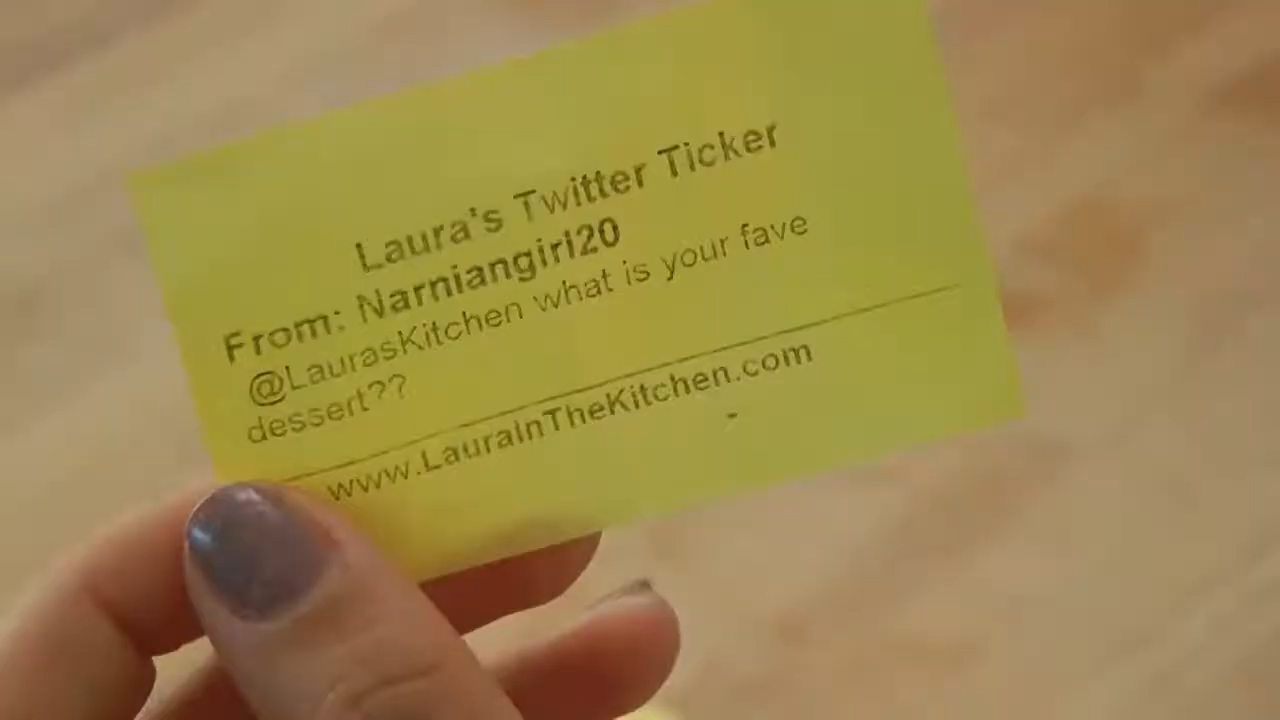 Laura's Twitter Ticker
From: Narniangirl20
@LaurasKitchen what is your fave
dessert??
www.LauraInTheKitchen.com